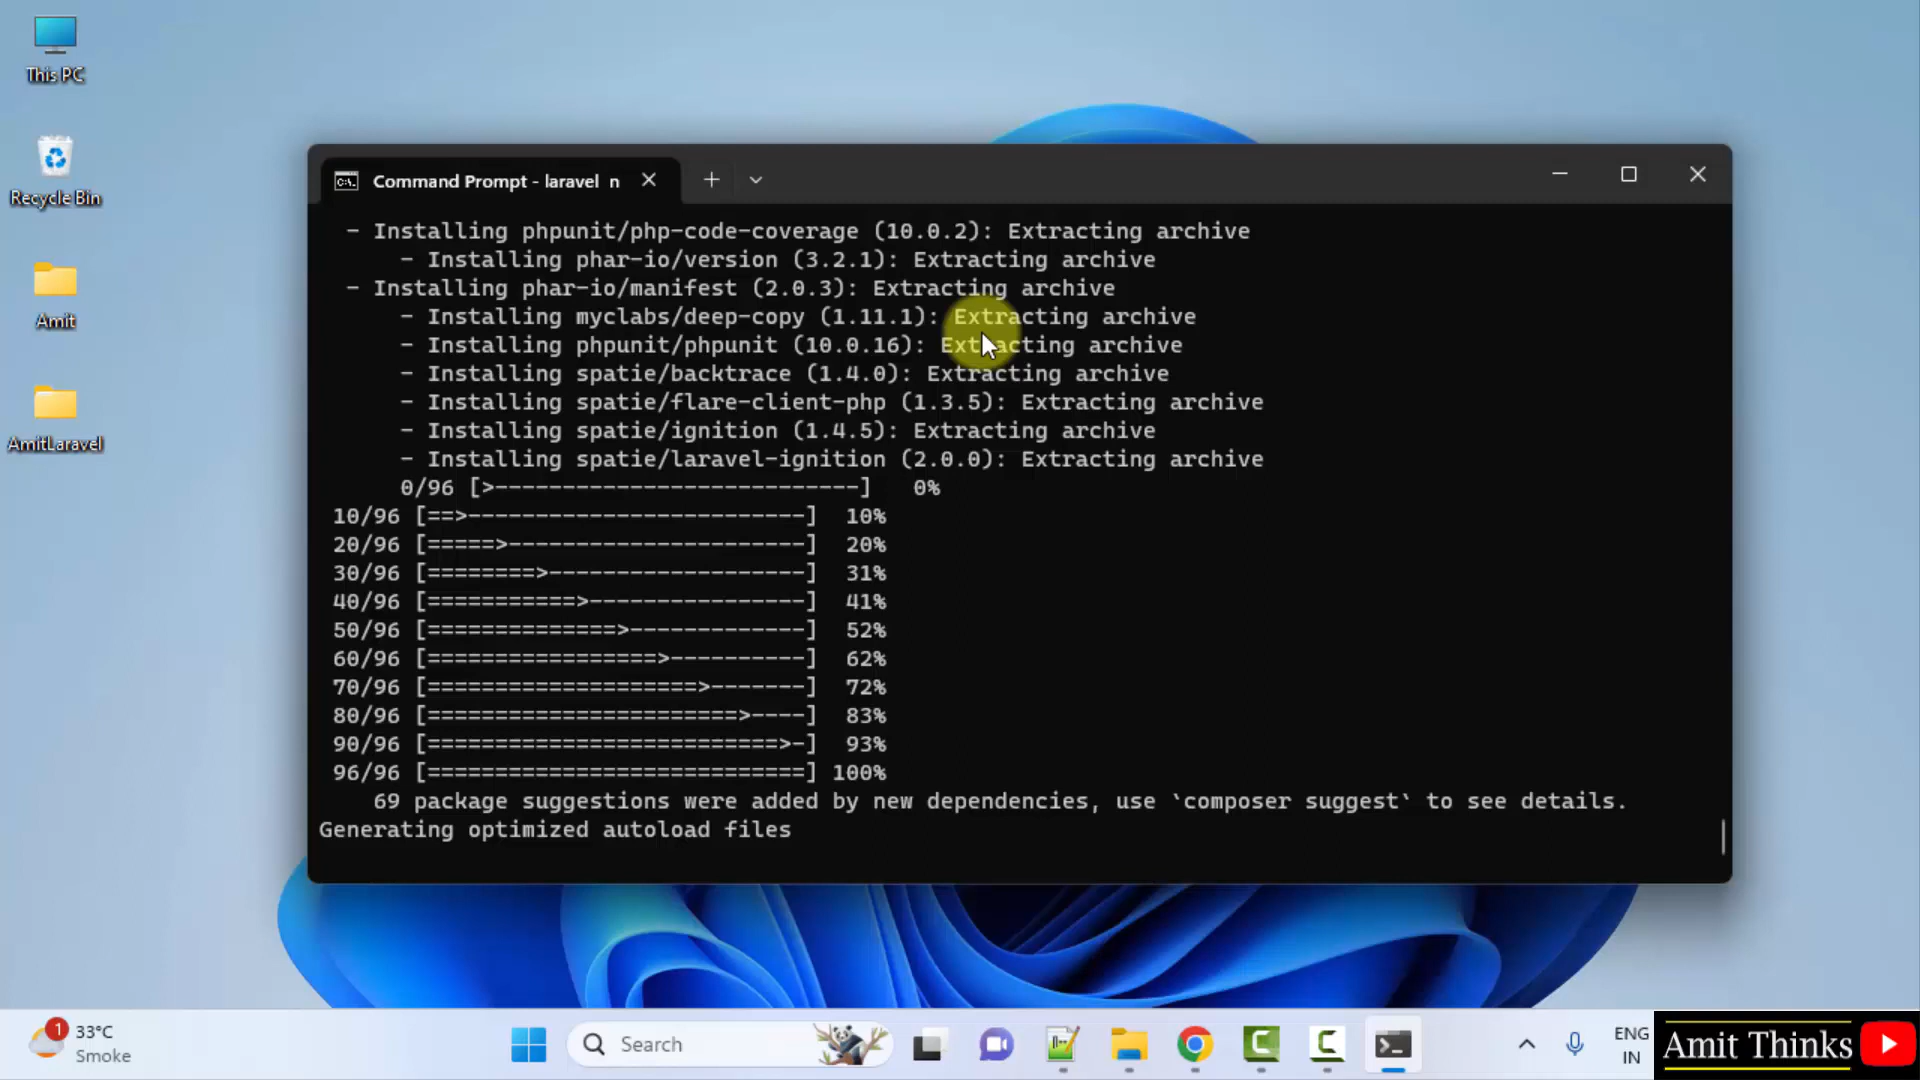 This PC
Recycle Bin
Amit
AmitLaravel
Command Prompt - laravel  n
- Installing phpunit/php-code-coverage (10.0.2): Extracting archive
- Installing phar-io/version (3.2.1): Extracting archive
- Installing phar-io/manifest (2.0.3): Extracting archive
- Installing myclabs/deep-copy (1.11.1): Extracting archive
- Installing phpunit/phpunit (10.0.16): Extracting archive
- Installing spatie/backtrace (1.4.0): Extracting archive
- Installing spatie/flare-client-php (1.3.5): Extracting archive
- Installing spatie/ignition (1.4.5): Extracting archive
- Installing spatie/laravel-ignition (2.0.0): Extracting archive
0/96 [>---------------------------]   0%
10/96 [==>-------------------------]  10%
20/96 [=====>----------------------]  20%
30/96 [========>-------------------]  31%
40/96 [===========>----------------]  41%
50/96 [==============>-------------]  52%
60/96 [=================>----------]  62%
70/96 [====================>-------]  72%
80/96 [=======================>----]  83%
90/96 [==========================>-]  93%
96/96 [============================] 100%
69 package suggestions were added by new dependencies, use `composer suggest` to see details.
Generating optimized autoload files
1
33°C
Smoke
Search
ENG
IN
Amit Thinks